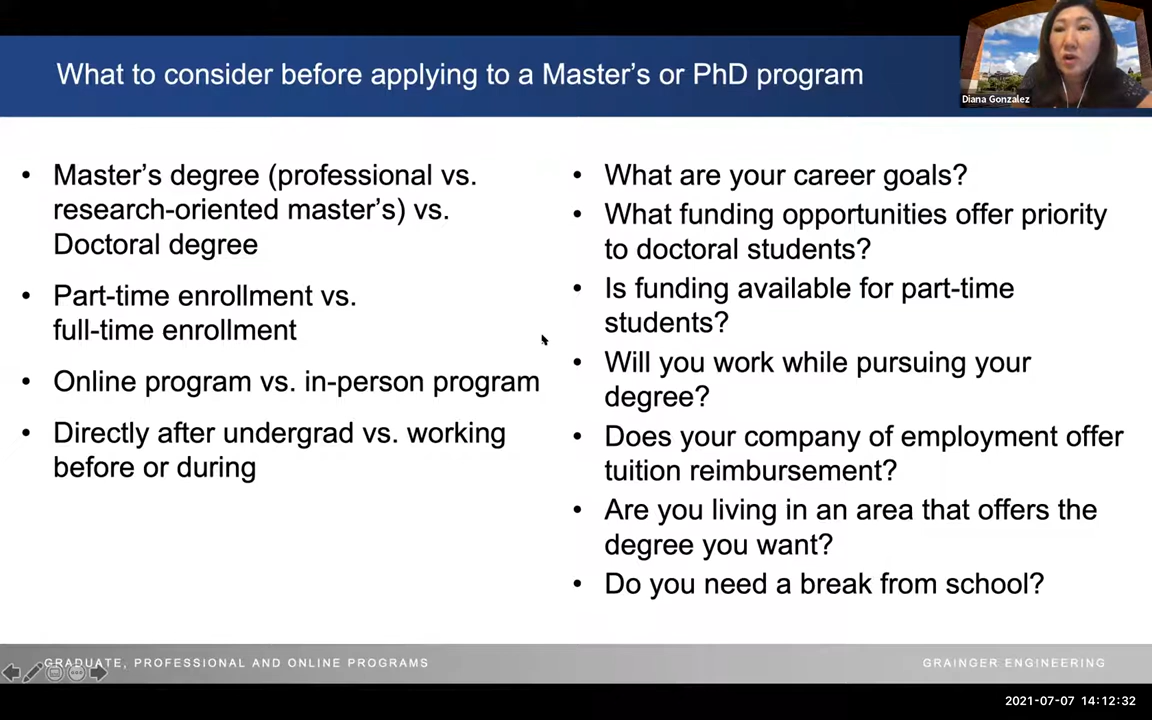 What to consider before applying to a Master's or PhD program
Diana Gonzalez
• Master's degree (professional vs.
research-oriented master's) vs.
Doctoral degree
• Part-time enrollment vs.
full-time enrollment
• Online program vs. in-person program
• Directly after undergrad vs. working
before or during
• What are your career goals?
• What funding opportunities offer priority
to doctoral students?
• Is funding available for part-time
students?
• Will you work while pursuing your
degree?
• Does your company of employment offer
tuition reimbursement?
• Are you living in an area that offers the
degree you want?
• Do you need a break from school?
GRADUATE, PROFESSIONAL AND ONLINE PROGRAMS
GRAINGER ENGINEERING
2021-07-07 14:12:32